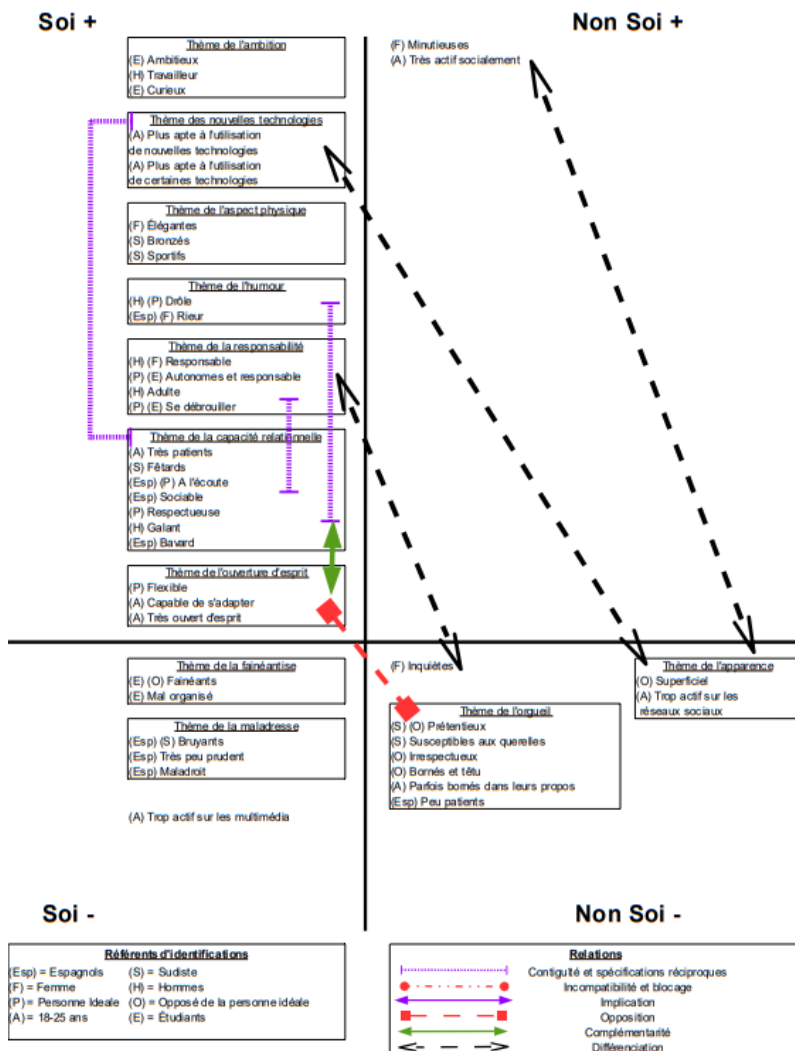 Soi +
Non Soi +
Thème de l'ambition
(E) Ambitieux
(H) Travailleur
(E) Curieux
(F) Minutieuses
(A) Très actif socialement
Thème des nouvelles technologies
(A) Plus apte à l'utilisation
de nouvelles technologies
(A) Plus apte à l'utilisation
de certaines technologies
Thème de l'aspect physique
(F) Élégantes
(S) Bronzés
(S) Sportifs
Thème de l'humour
(H) (P) Drôle
(Esp) (F) Rieur
Thème de la responsabilité
(H) (F) Responsable
(P) (E) Autonomes et responsable
(H) Adulte
(P) (E) Se débrouiller
Thème de la capacité relationnelle
(A) Très patients
(S) Fêtards
(Esp) (P) A l'écoute
(Esp) Sociable
(P) Respectueuse
(H) Galant
(Esp) Bavard
Thème de l'ouverture d'esprit
(P) Flexible
(A) Capable de s'adapter
(A) Très ouvert d'esprit
Thème de la fainéantise
(E) (O) Fainéants
(E) Mal organisé
Thème de la maladresse
(Esp) (S) Bruyants
(Esp) Très peu prudent
(Esp) Maladroit
(A) Trop actif sur les multimédia
(F) Inquiètes
Thème de l'orgueil
(S) (O) Prétentieux
(S) Susceptibles aux querelles
(O) Irrespectueux
(O) Bornés et têtu
(A) Parfois bornés dans leurs propos
(Esp) Peu patients
Thème de l'apparence
(O) Superficiel
(A) Trop actif sur les
réseaux sociaux
Soi -
Non Soi -
Référents d'identifications
(Esp) = Espagnols (S) = Sudiste
(F) = Femme (H) = Hommes
(P) = Personne Ideale (O) = Opposé de la personne idéale
(A) = 18-25 ans (E) = Étudiants
Relations
Contiguïté et spécifications réciproques
Incompatibilité et blocage
Implication
Opposition
Complémentarité
Différenciation